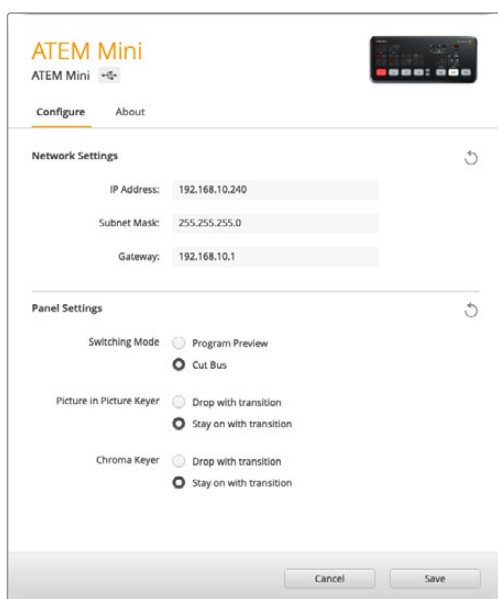 ATEM Mini
ATEM Mini
Configure About
Network Settings
IP Address: 192.168.10.240
Subnet Mask: 255.255.255.0
Gateway: 192.168.10.1
Panel Settings
Switching Mode Program Preview
Cut Bus
Picture in Picture Keyer Drop with transition
Stay on with transition
Chroma Keyer Drop with transition
Stay on with transition
Cancel Save